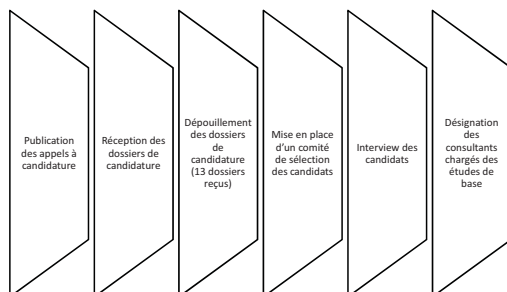 Publication
des appels à
candidature
Réception des
dossiers de
candidature
Dépouillement
des dossiers
de
candidature
(13 dossiers
reçus)
Mise en place
d'un comité
de sélection
des candidats
Interview des
candidats
Désignation
des
consultants
chargés des
études de
base